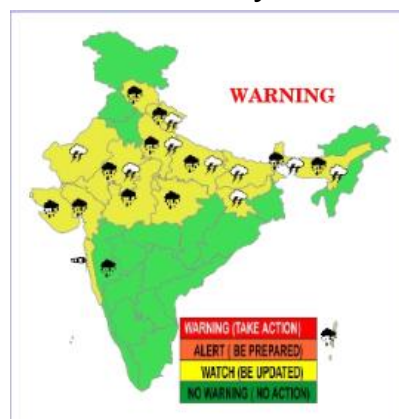 WARNING
WARNING (TAKE ACTION)
ALERT ( BE PREPARED)
WATCH (BE UPDATED)
NO WARNING ( NO ACTION)